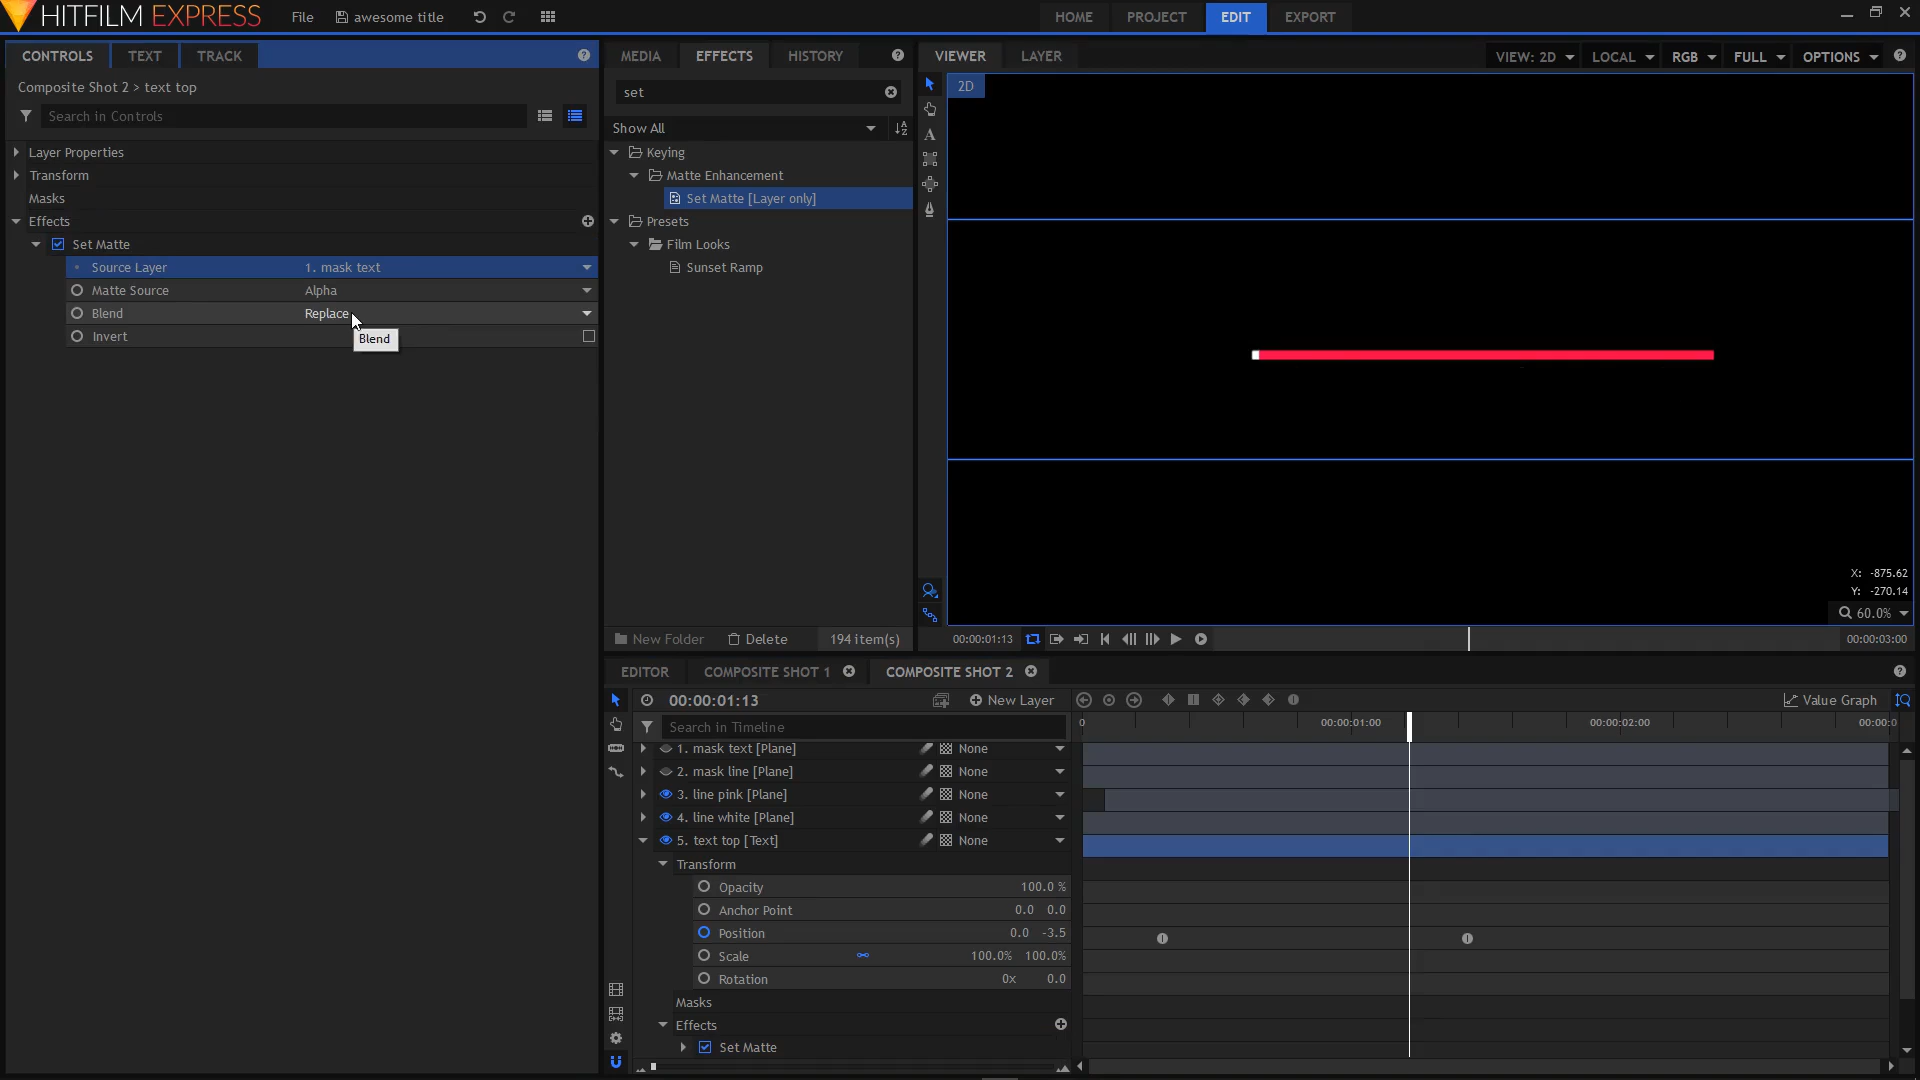 HITFILM EXPRESS
File
awesome title
HOME
PROJECT
EDIT
EXPORT
CONTROLS
TEXT
TRACK
Composite Shot 2 > text top
Search in Controls
Layer Properties
Transform
Masks
Effects
Set Matte
Source Layer 1. mask text
Matte Source Alpha
Blend Replace
Blend
Invert
MEDIA
EFFECTS
HISTORY
set
Show All
Keying
Matte Enhancement
Set Matte [Layer only]
Presets
Film Looks
Sunset Ramp
New Folder
Delete
194 item(s)
VIEWER
LAYER
VIEW: 2D
LOCAL
RGB
FULL
OPTIONS
2D
X: -875.62
Y: -270.14
60.0%
00:00:01:13
00:00:03:00
EDITOR
COMPOSITE SHOT 1
COMPOSITE SHOT 2
00:00:01:13
New Layer
Value Graph
Search in Timeline
0
00:00:01:00
00:00:02:00
00:00:0
1. mask text [Plane] None
2. mask line [Plane] None
3. line pink [Plane] None
4. line white [Plane] None
5. text top [Text] None
Transform
Opacity 100.0 %
Anchor Point 0.0 0.0
Position 0.0 -3.5
Scale 100.0% 100.0%
Rotation 0x 0.0
Masks
Effects
Set Matte